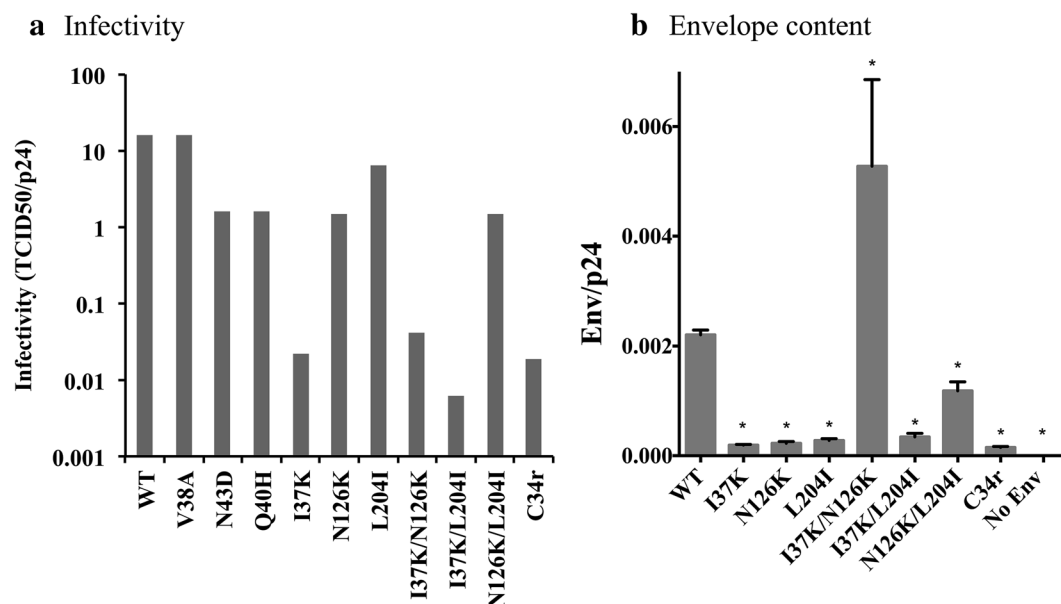 a Infectivity
Infectivity (TCID50/p24)
100
10
1
0.1
0.01
0.001
WT
V38A
N43D
Q40H
I37K
N126K
L204I
I37K/N126K
I37K/L204I
N126K/L204I
C34r
b Envelope content
Env/p24
0.006
0.004
0.002
0.000
*
*
*
*
*
*
*
*
WT
I37K
N126K
L204I
I37K/N126K
I37K/L204I
N126K/L204I
C34r
No Env